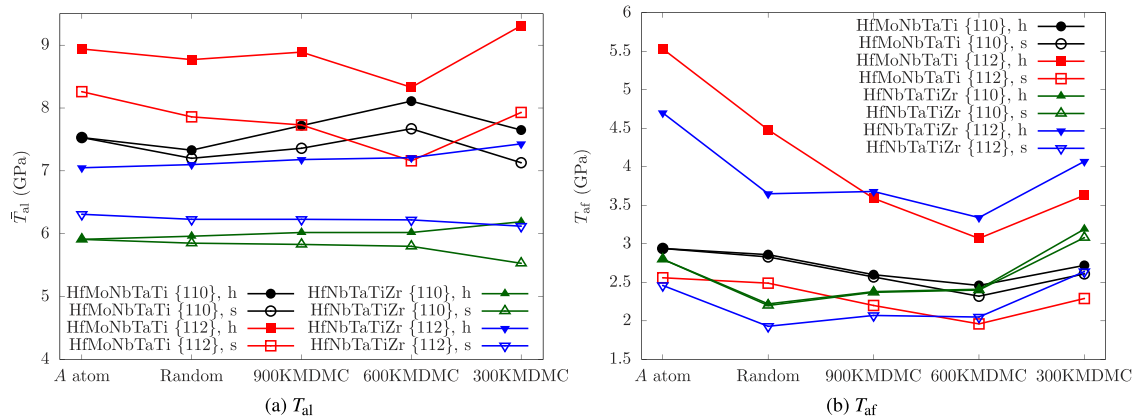 9
8
7
6
5
4
T̄al (GPa)
HfMoNbTaTi {110}, h
HfMoNbTaTi {110}, s
HfMoNbTaTi {112}, h
HfMoNbTaTi {112}, s
HfNbTaTiZr {110}, h
HfNbTaTiZr {110}, s
HfNbTaTiZr {112}, h
HfNbTaTiZr {112}, s
A atom Random 900KMDMC 600KMDMC 300KMDMC
(a) Tal
6
5.5
5
4.5
4
3.5
3
2.5
2
1.5
Taf (GPa)
HfMoNbTaTi {110}, h
HfMoNbTaTi {110}, s
HfMoNbTaTi {112}, h
HfMoNbTaTi {112}, s
HfNbTaTiZr {110}, h
HfNbTaTiZr {110}, s
HfNbTaTiZr {112}, h
HfNbTaTiZr {112}, s
A atom Random 900KMDMC 600KMDMC 300KMDMC
(b) Taf